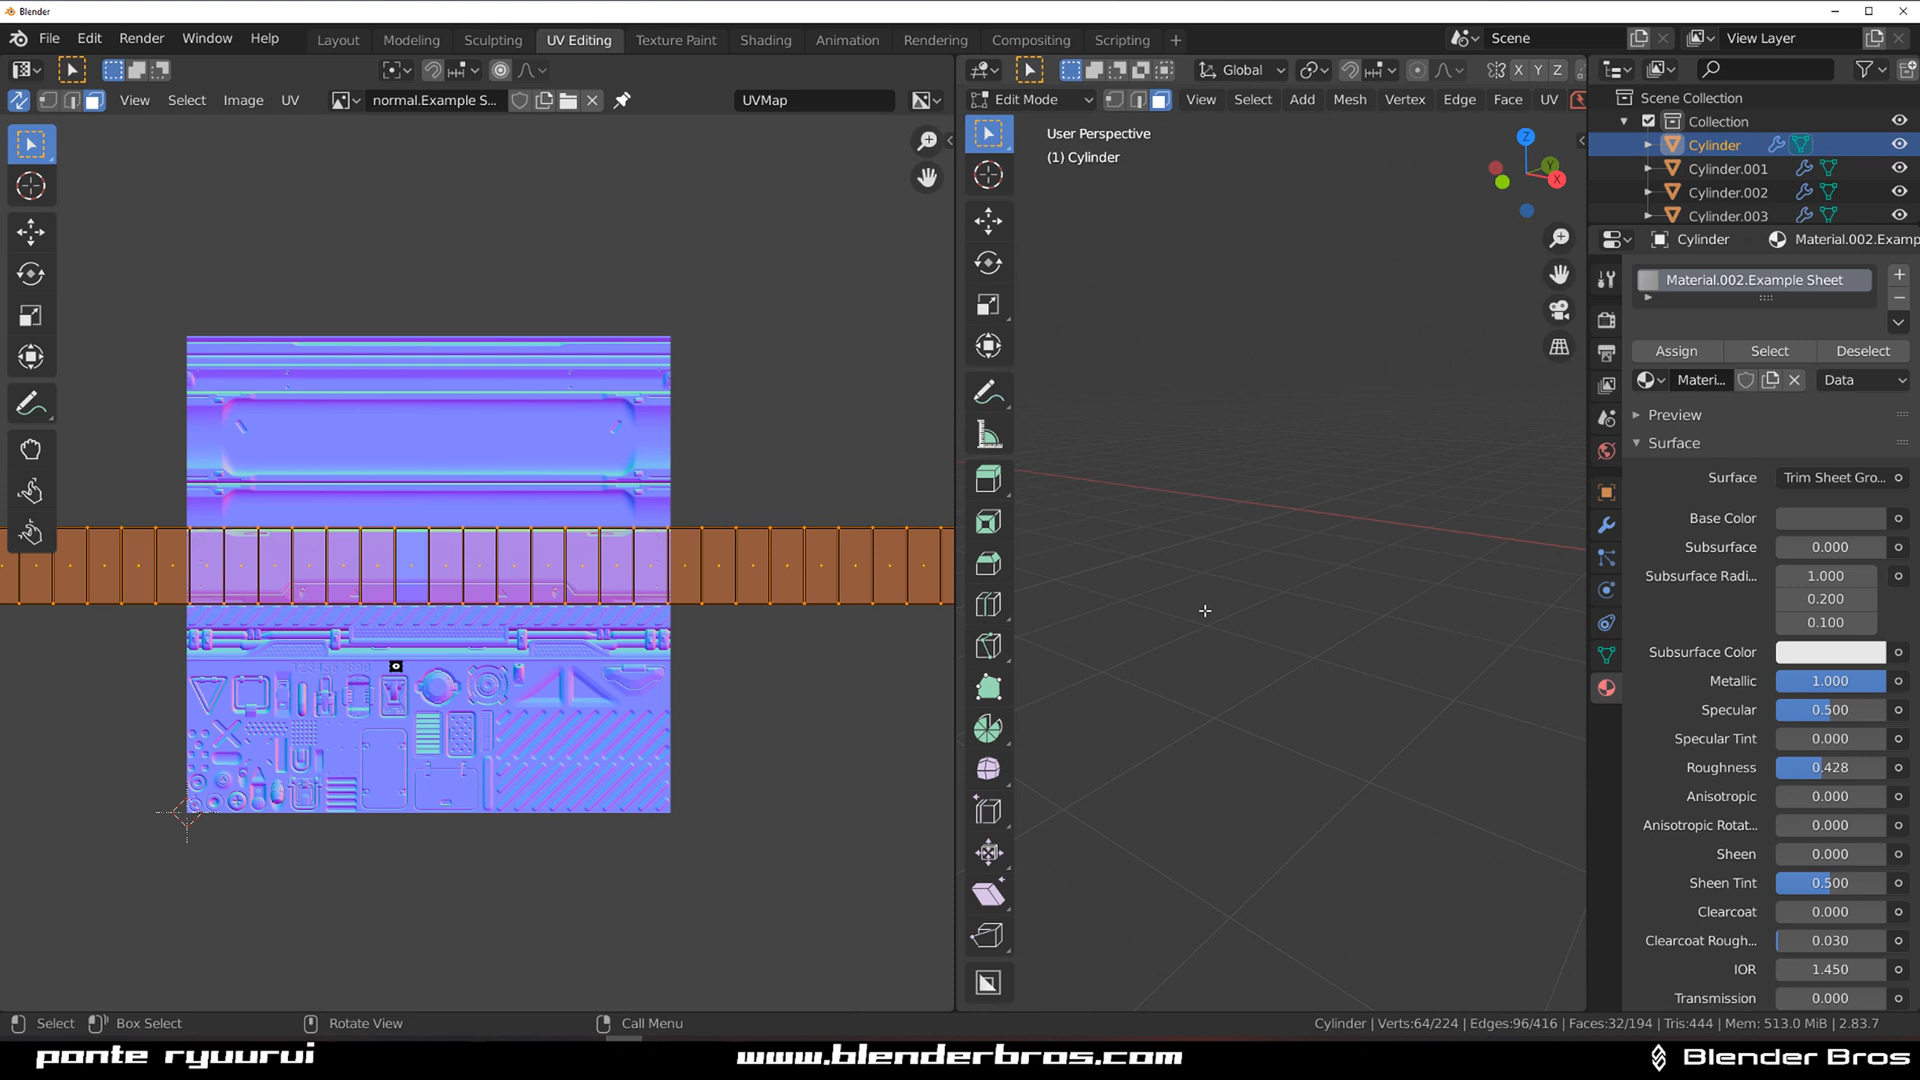 Blender
File Edit Render Window Help
Layout Modeling Sculpting UV Editing Texture Paint Shading Animation Rendering Compositing Scripting +
Scene
View Layer
Global
X Y Z
View Select Image UV
normal.Example S...
UVMap
Edit Mode
View Select Add Mesh Vertex Edge Face UV
Scene Collection
Collection
Cylinder
Cylinder.001
Cylinder.002
Cylinder.003
User Perspective
(1) Cylinder
Z
Y
X
Cylinder
Material.002.Examp
Material.002.Example Sheet
Assign Select Deselect
Materi...
Data
Preview
Surface
Surface Trim Sheet Gro...
Base Color
Subsurface 0.000
Subsurface Radi... 1.000
0.200
0.100
Subsurface Color
Metallic 1.000
Specular 0.500
Specular Tint 0.000
Roughness 0.428
Anisotropic 0.000
Anisotropic Rotat... 0.000
Sheen 0.000
Sheen Tint 0.500
Clearcoat 0.000
Clearcoat Rough... 0.030
IOR 1.450
Transmission 0.000
1234567890
Select Box Select Rotate View Call Menu
Cylinder | Verts:64/224 | Edges:96/416 | Faces:32/194 | Tris:444 | Mem: 513.0 MiB | 2.83.7
ponte ryuurui
www.blenderbros.com
Blender Bros